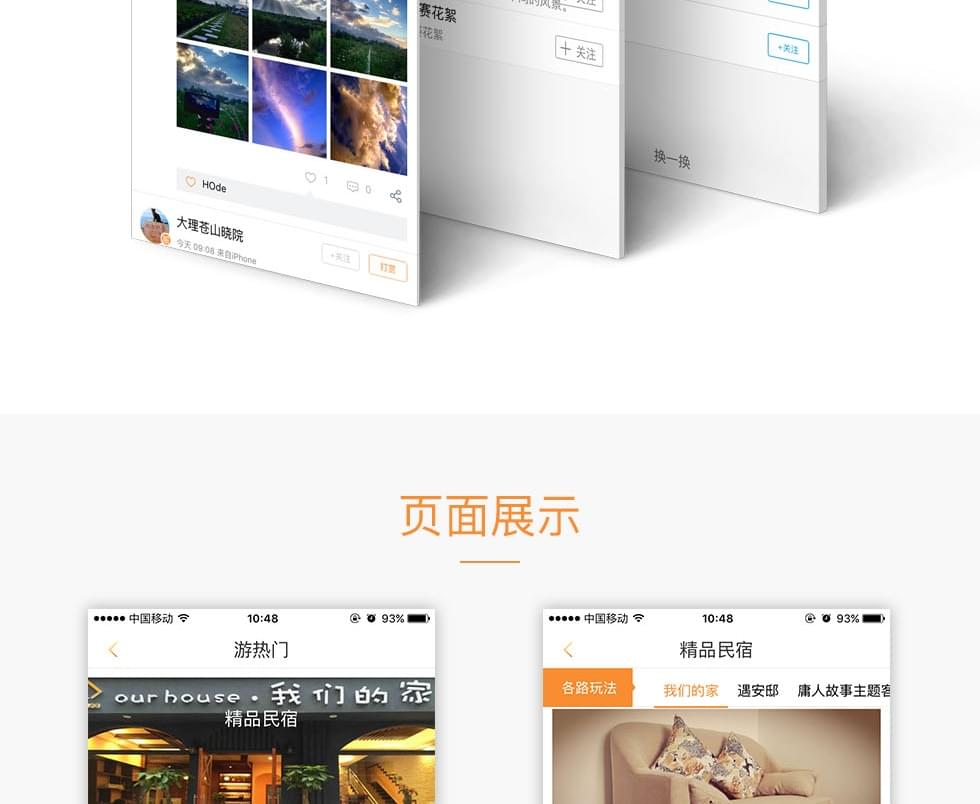 间的风景。
关注
赛花絮
花絮
+ 关注
+关注
换一换
1
0
HOde
大理苍山晓院
今天 09:08 来自iPhone
+关注
打赏
页面展示
中国移动
10:48
93%
游热门
our house · 我们的家
精品民宿
中国移动
10:48
93%
精品民宿
各路玩法
我们的家
遇安邸
庸人故事主题客